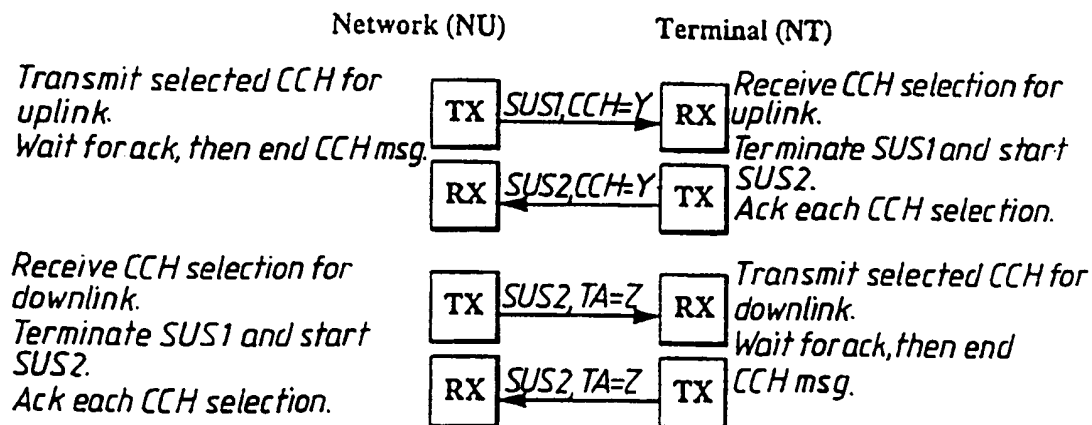 Network (NU)
Terminal (NT)
Transmit selected CCH for
uplink.
Wait for ack, then end CCH msg.
TX
SUS1,CCH=Y
RX
Receive CCH selection for
uplink.
Terminate SUS1 and start
SUS2.
Ack each CCH selection.
RX
SUS2,CCH=Y
TX
Receive CCH selection for
downlink.
Terminate SUS1 and start
SUS2.
Ack each CCH selection.
TX
SUS2, TA=Z
RX
Transmit selected CCH for
downlink.
Wait for ack, then end
CCH msg.
RX
SUS2, TA=Z
TX